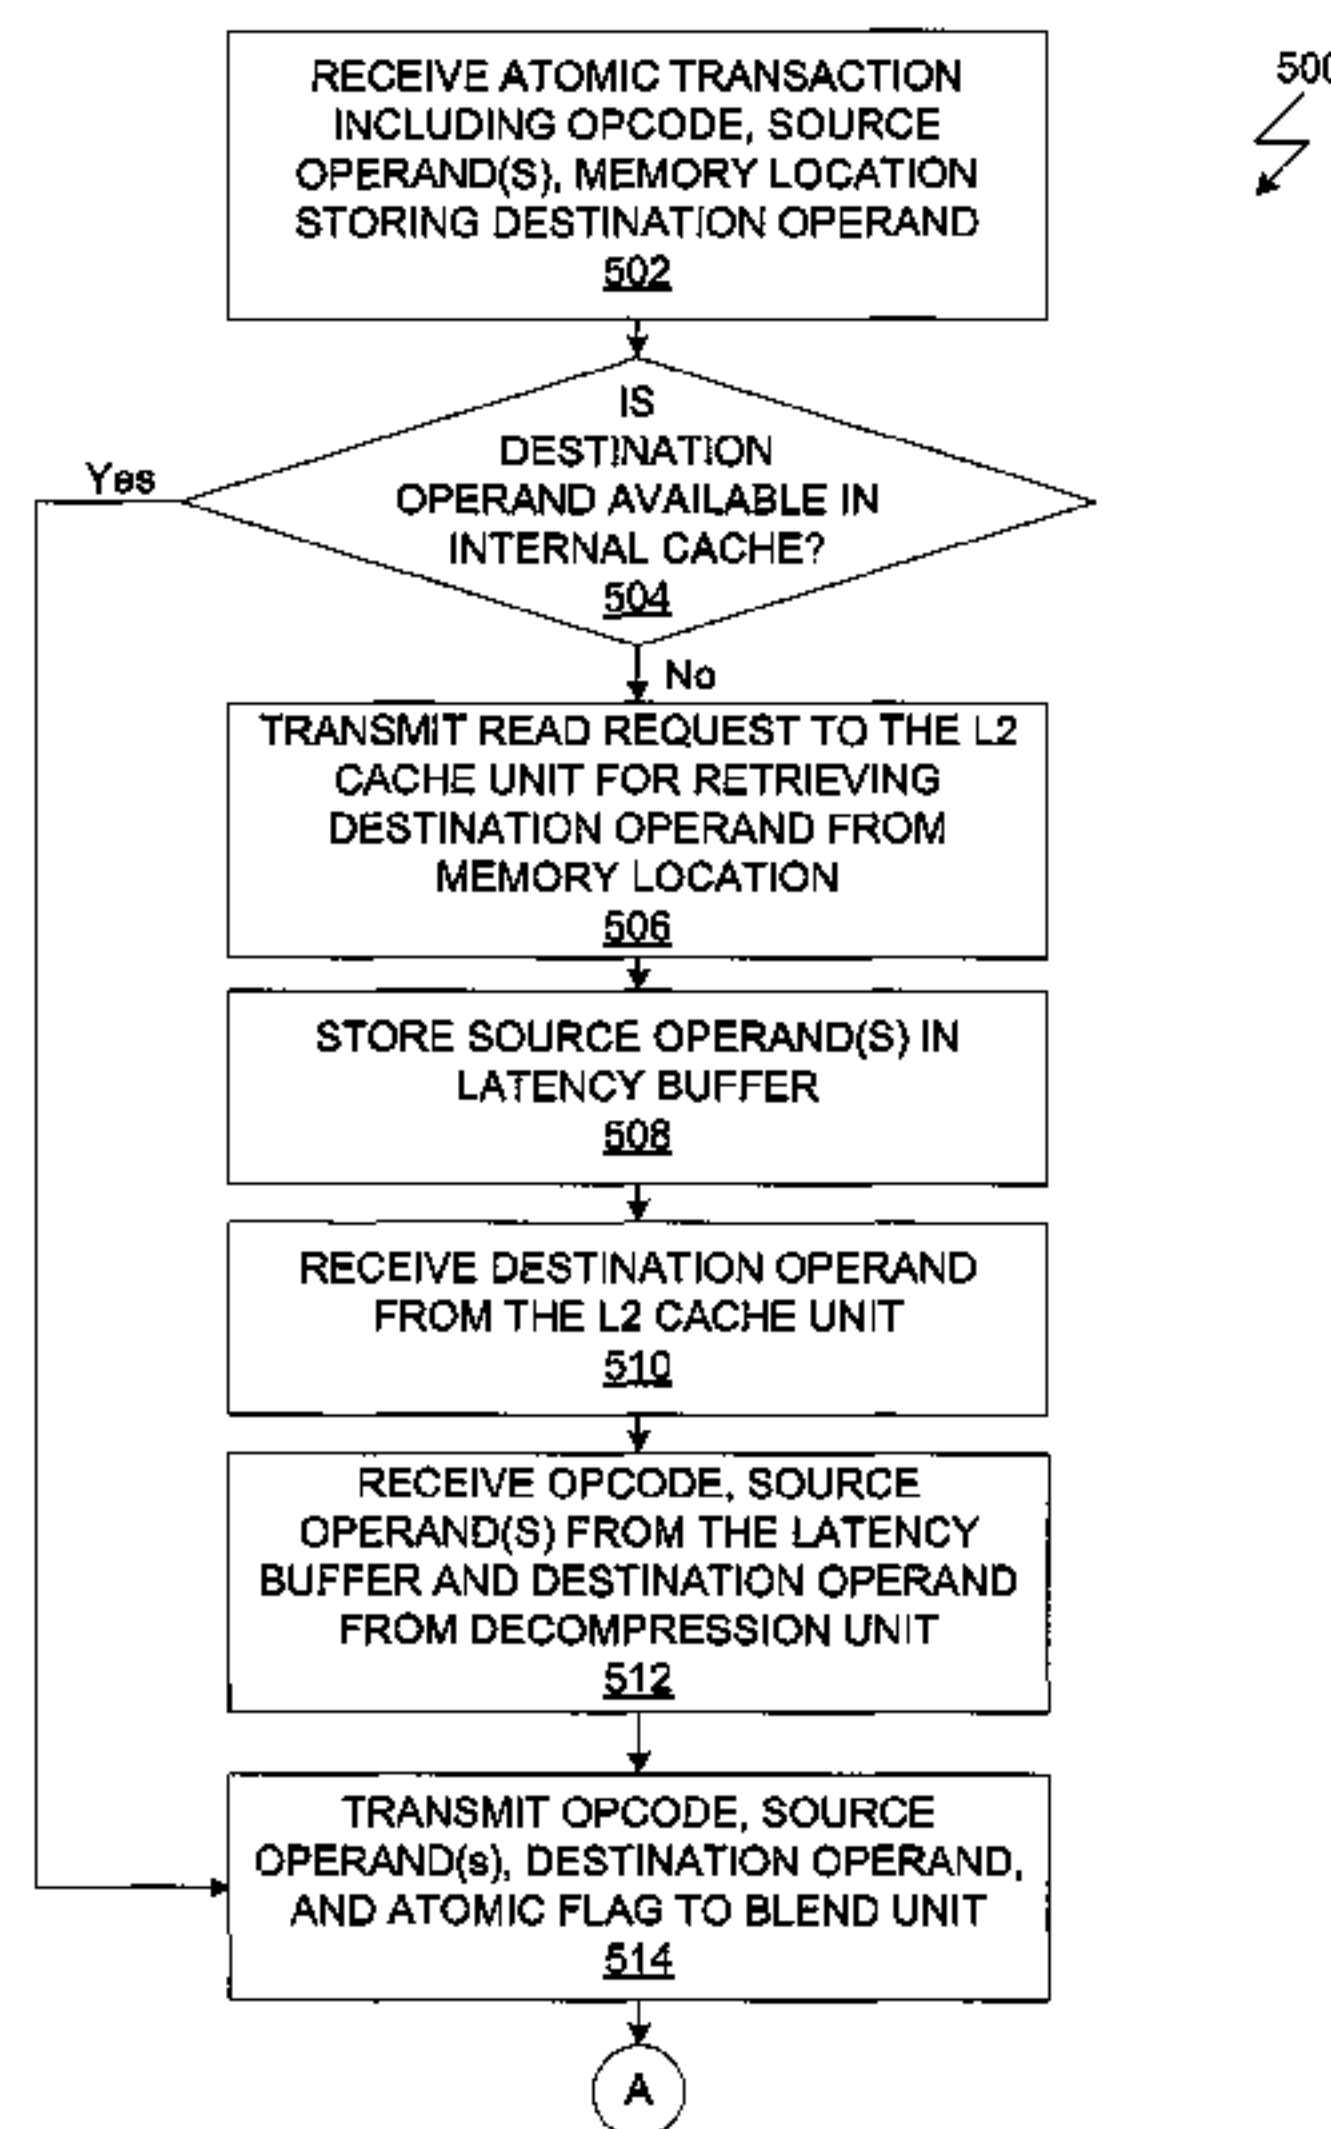 RECEIVE ATOMIC TRANSACTION
INCLUDING OPCODE, SOURCE
OPERAND(S), MEMORY LOCATION
STORING DESTINATION OPERAND
502
500
IS
DESTINATION
OPERAND AVAILABLE IN
INTERNAL CACHE?
504
Yes
No
TRANSMIT READ REQUEST TO THE L2
CACHE UNIT FOR RETRIEVING
DESTINATION OPERAND FROM
MEMORY LOCATION
506
STORE SOURCE OPERAND(S) IN
LATENCY BUFFER
508
RECEIVE DESTINATION OPERAND
FROM THE L2 CACHE UNIT
510
RECEIVE OPCODE, SOURCE
OPERAND(S) FROM THE LATENCY
BUFFER AND DESTINATION OPERAND
FROM DECOMPRESSION UNIT
512
TRANSMIT OPCODE, SOURCE
OPERAND(s), DESTINATION OPERAND,
AND ATOMIC FLAG TO BLEND UNIT
514
A